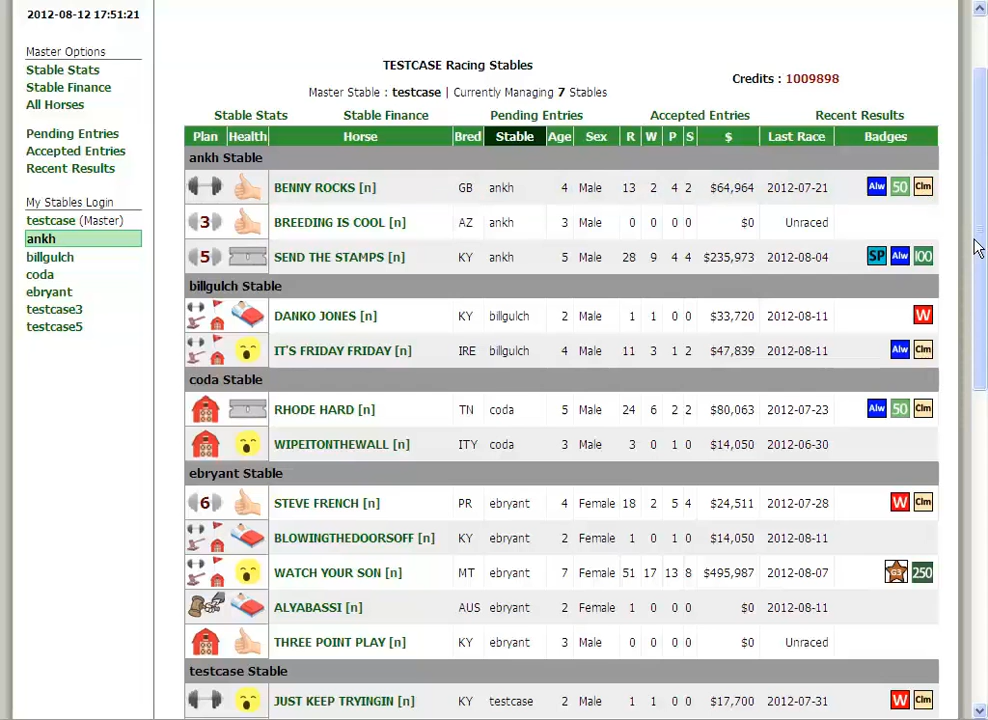 2012-08-12 17:51:21
Master Options
Stable Stats
Stable Finance
All Horses
Pending Entries
Accepted Entries
Recent Results
My Stables Login
testcase (Master)
ankh
billgulch
coda
ebryant
testcase3
testcase5
TESTCASE Racing Stables
Credits : 1009898
Master Stable : testcase | Currently Managing 7 Stables
Stable Stats Stable Finance Pending Entries Accepted Entries Recent Results
Plan Health Horse Bred Stable Age Sex R W P S $ Last Race Badges
ankh Stable
BENNY ROCKS [n] GB ankh 4 Male 13 2 4 2 $64,964 2012-07-21 Alw 50 Clm
3 BREEDING IS COOL [n] AZ ankh 3 Male 0 0 0 0 $0 Unraced
5 SEND THE STAMPS [n] KY ankh 5 Male 28 9 4 4 $235,973 2012-08-04 SP Alw 100
billgulch Stable
DANKO JONES [n] KY billgulch 2 Male 1 1 0 0 $33,720 2012-08-11 W
IT'S FRIDAY FRIDAY [n] IRE billgulch 4 Male 11 3 1 2 $47,839 2012-08-11 Alw Clm
coda Stable
RHODE HARD [n] TN coda 5 Male 24 6 2 2 $80,063 2012-07-23 Alw 50 Clm
WIPEITONTHEWALL [n] ITY coda 3 Male 3 0 1 0 $14,050 2012-06-30
ebryant Stable
6 STEVE FRENCH [n] PR ebryant 4 Female 18 2 5 4 $24,511 2012-07-28 W Clm
BLOWINGTHEDOORSOFF [n] KY ebryant 2 Female 1 0 0 0 $14,050 2012-08-11
WATCH YOUR SON [n] MT ebryant 7 Female 51 17 13 8 $495,987 2012-08-07 G3 250
ALYABASSI [n] AUS ebryant 2 Female 1 0 0 0 $0 2012-08-11
THREE POINT PLAY [n] KY ebryant 3 Male 0 0 0 0 $0 Unraced
testcase Stable
JUST KEEP TRYINGIN [n] KY testcase 2 Male 1 1 0 0 $17,700 2012-07-31 W Clm